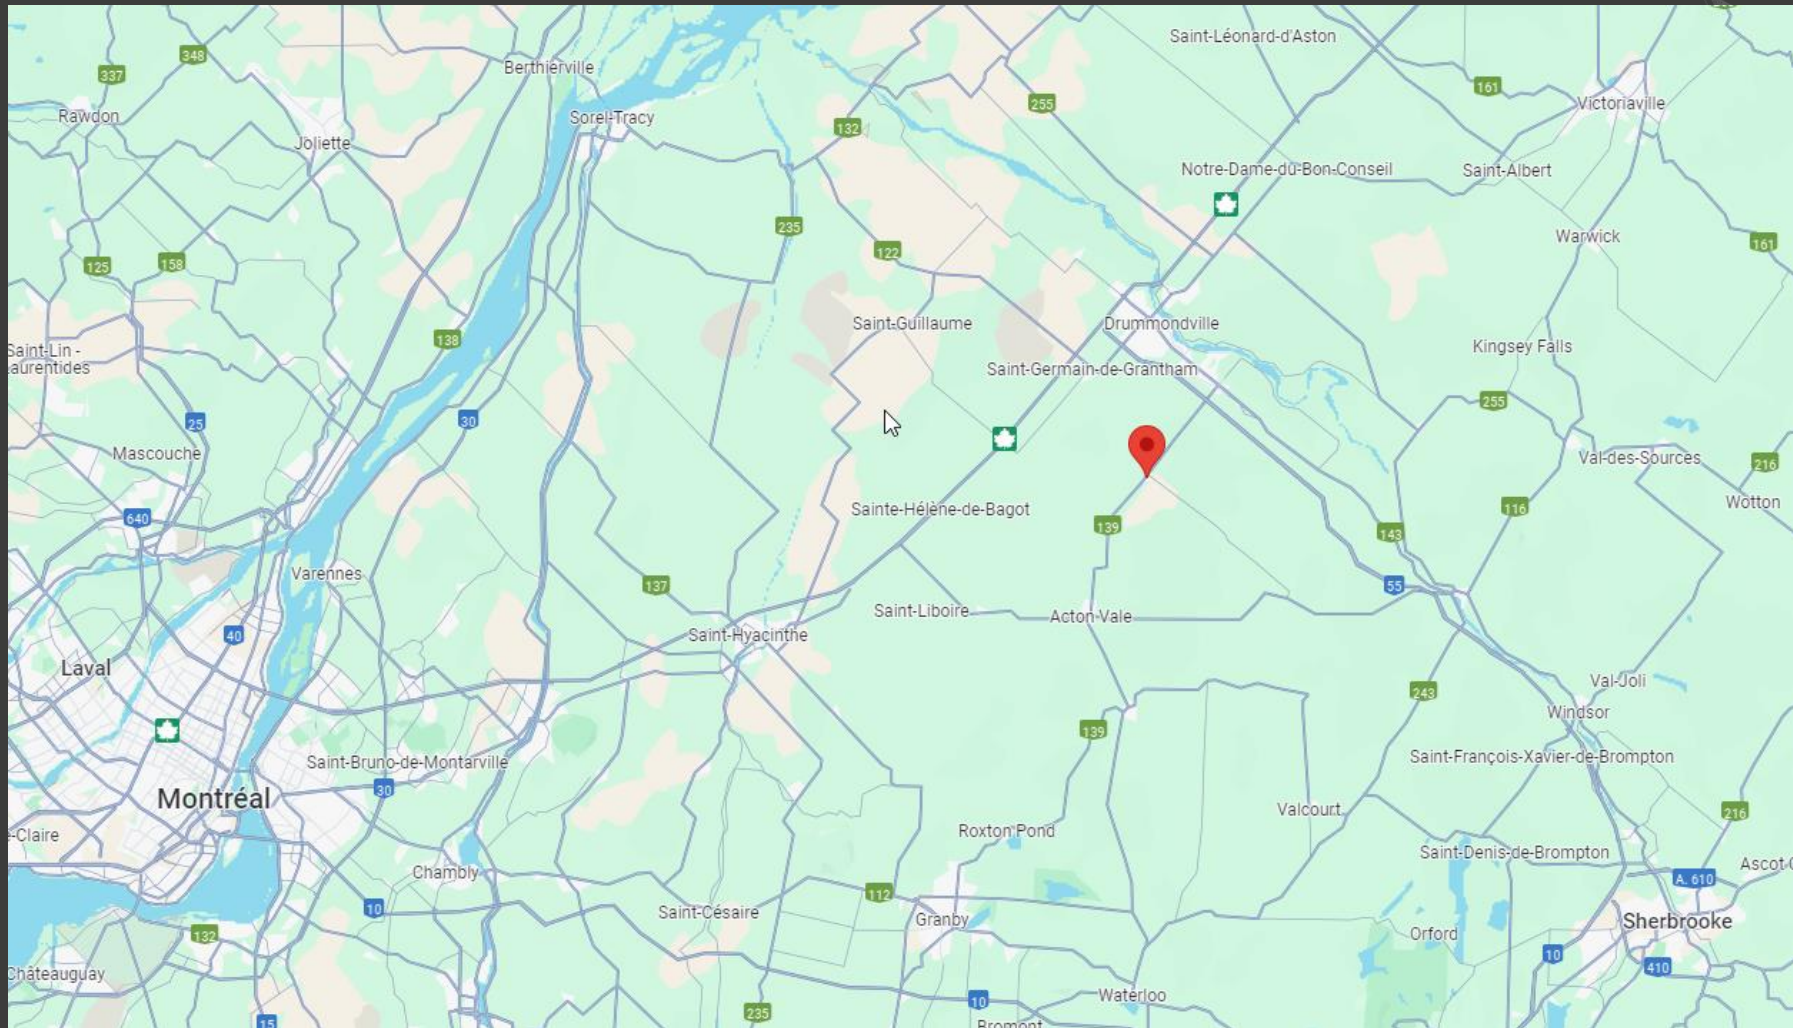 Saint-Léonard-d'Aston
348
Berthierville
337
161
Victoriaville
255
Rawdon
Sorel-Tracy
132
Joliette
Notre-Dame-du-Bon-Conseil
Saint-Albert
235
Warwick
161
122
125
158
Saint-Guillaume
Drummondville
138
Kingsey Falls
Saint-Lin -
aurentides
Saint-Germain-de-Grantham
255
25
30
Mascouche
Val-des-Sources
216
Wotton
116
Sainte-Hélène-de-Bagot
640
139
143
Varennes
137
55
Saint-Liboire
Acton Vale
40
Saint-Hyacinthe
Laval
Val-Joli
243
Windsor
139
Saint-François-Xavier-de-Brompton
Saint-Bruno-de-Montarville
30
Montréal
Valcourt
216
Roxton Pond
-Claire
Saint-Denis-de-Brompton
Ascot
Chambly
A. 610
112
10
Saint-Césaire
Granby
Sherbrooke
132
Orford
10
410
Châteauguay
Waterloo
10
235
15
Bromont